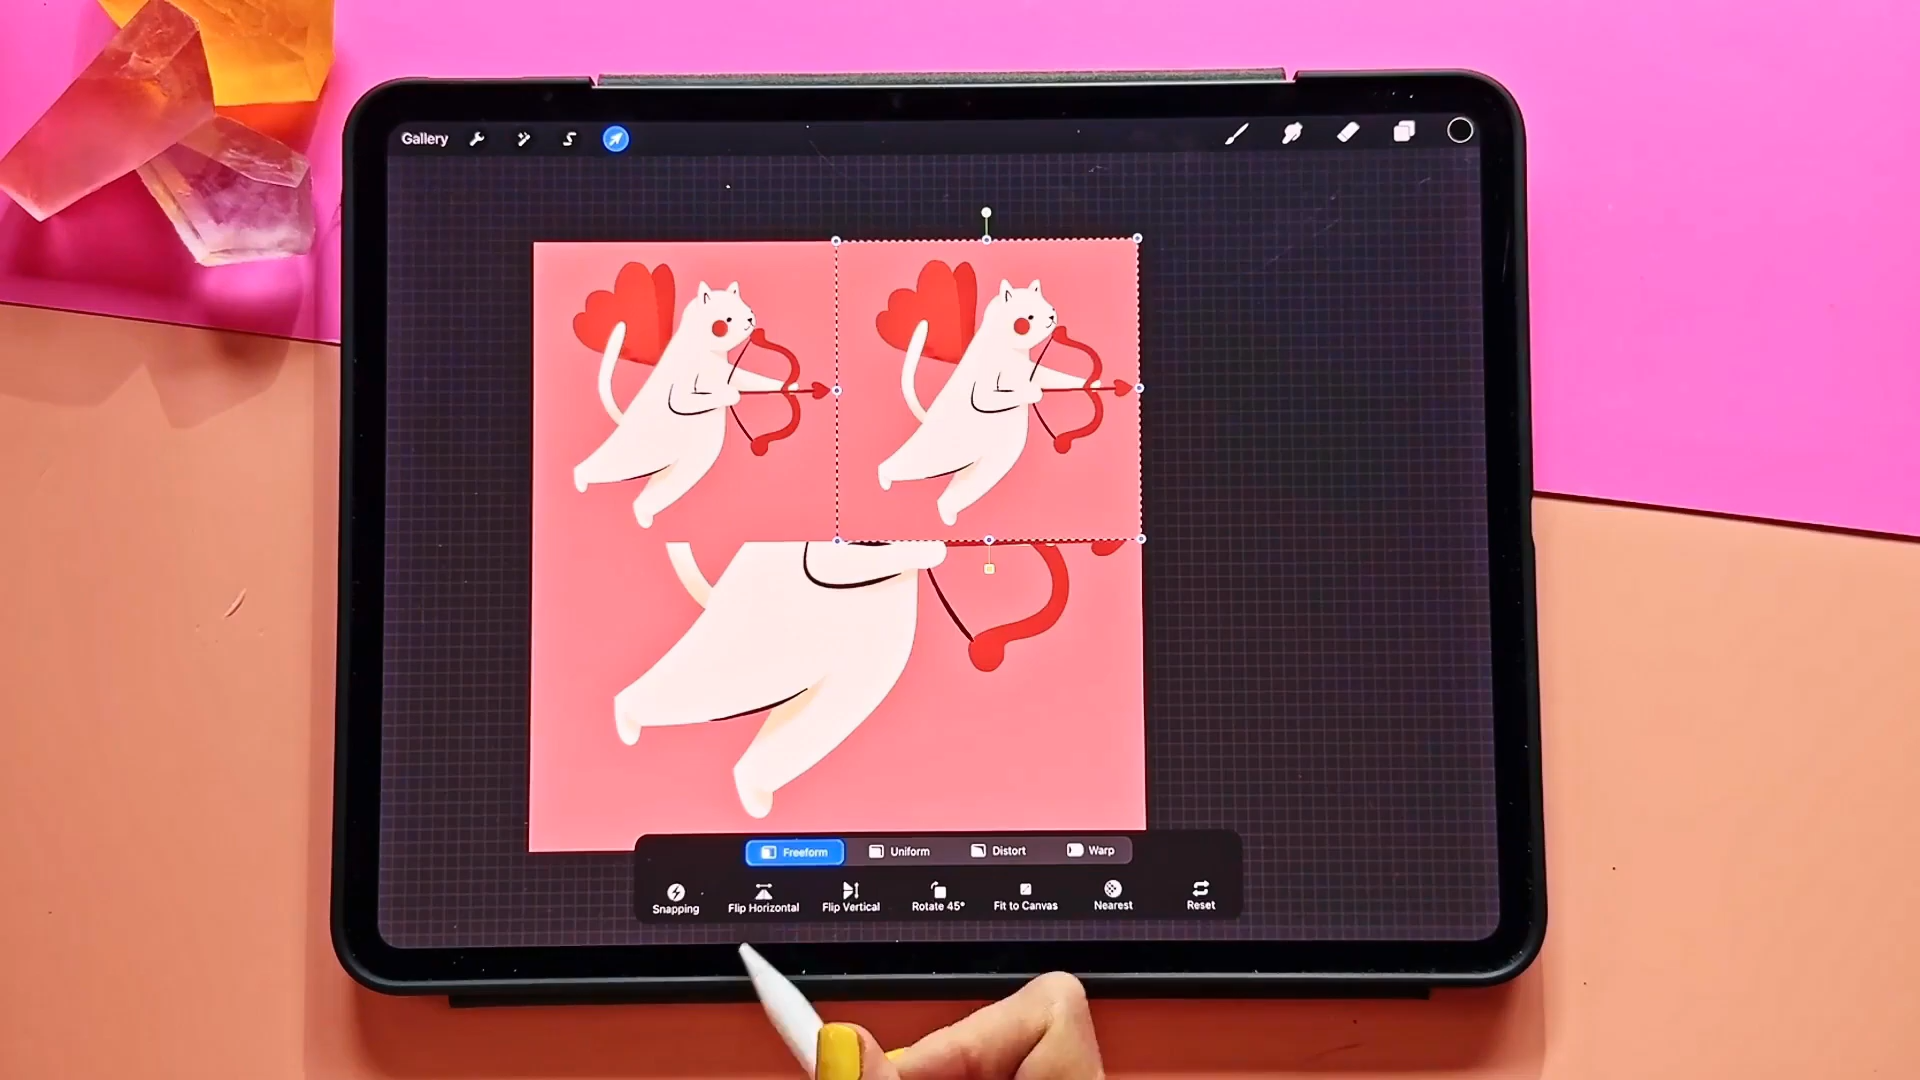 Gallery
Freeform Uniform Distort Warp
Snapping Flip Horizontal Flip Vertical Rotate 45° Fit to Canvas Nearest Reset